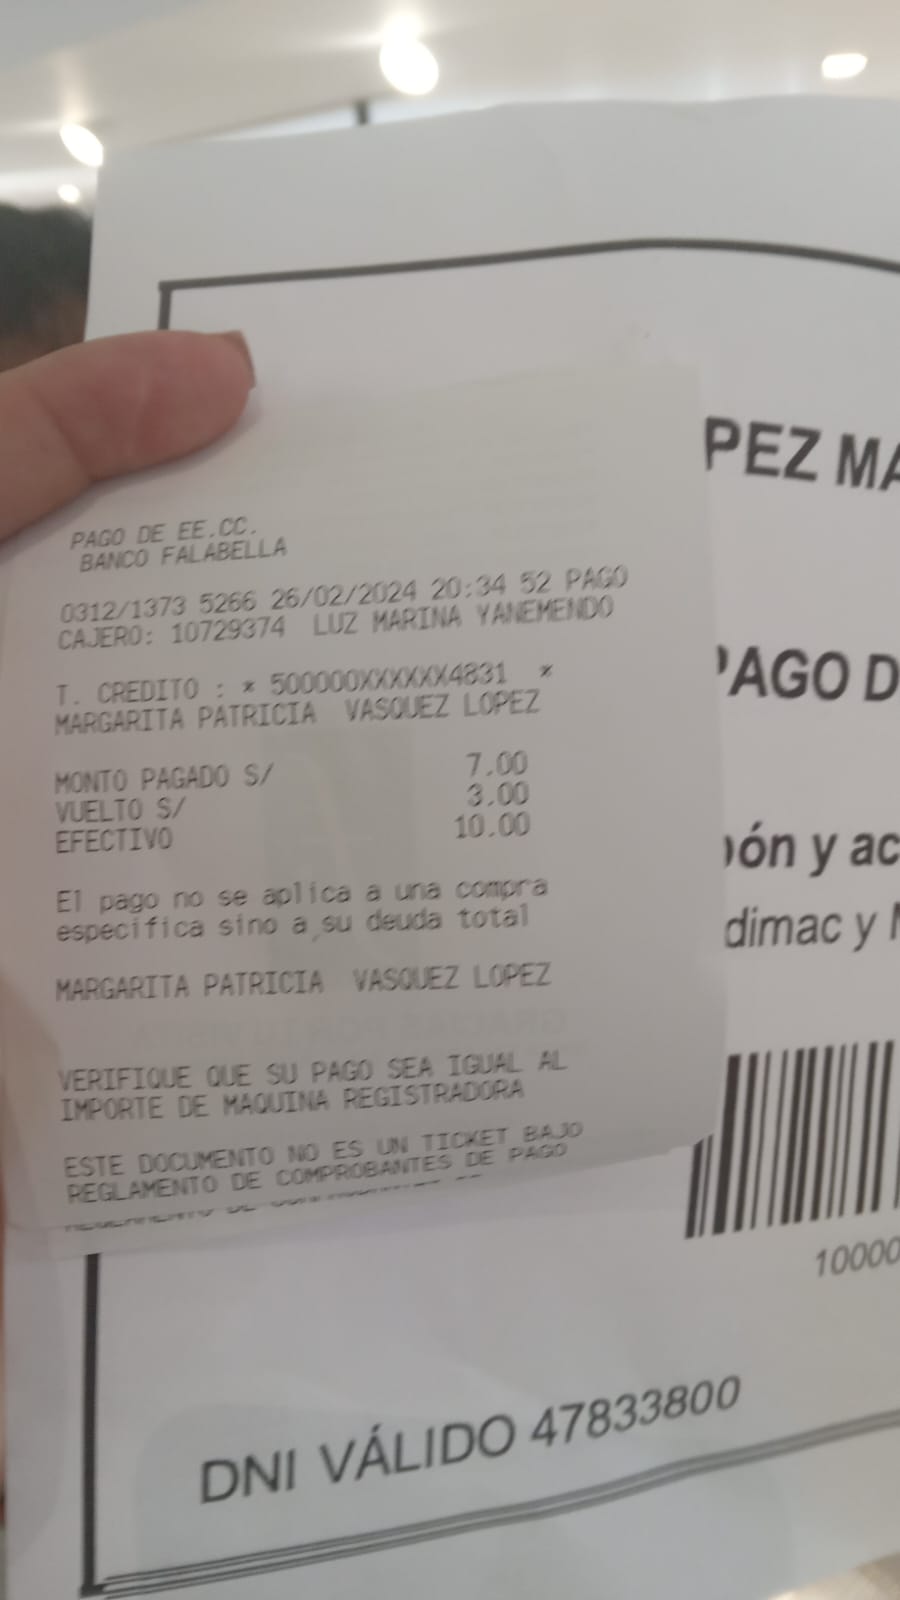 PAGO DE EE.CC.
BANCO FALABELLA
0312/1373 5266 26/02/2024 20:34 52 PAGO
CAJERO: 10729374 LUZ MARINA YANEMENDO
T. CREDITO : * 500000XXXXXX4831 *
MARGARITA PATRICIA VASQUEZ LOPEZ
MONTO PAGADO S/ 7.00
VUELTO S/ 3.00
EFECTIVO 10.00
El pago no se aplica a una compra
especifica sino a su deuda total
MARGARITA PATRICIA VASQUEZ LOPEZ
VERIFIQUE QUE SU PAGO SEA IGUAL AL
IMPORTE DE MAQUINA REGISTRADORA
ESTE DOCUMENTO NO ES UN TICKET BAJO
REGLAMENTO DE COMPROBANTES DE PAGO
PEZ MA
PAGO D
ón y ac
dimac y
10000
DNI VÁLIDO 47833800